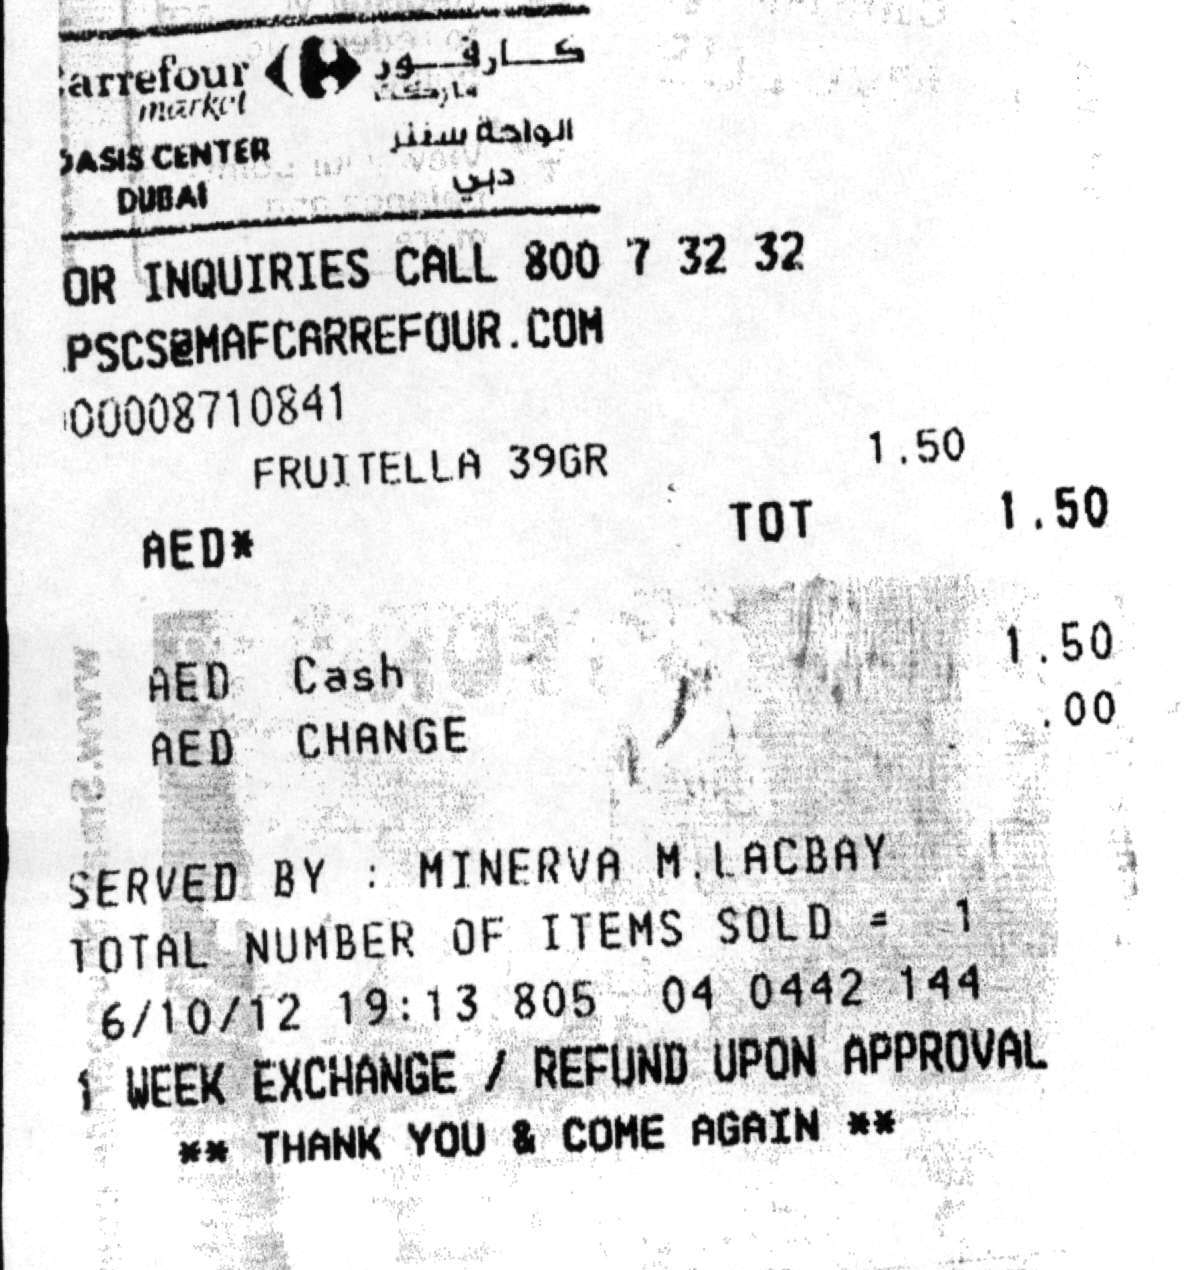 arrefour كارفور
market ماركت
OASIS CENTER الواحة سنتر
DUBAI دبي
OR INQUIRIES CALL 800 7 32 32
.PSCS@MAFCARREFOUR.COM
00008710841
FRUITELLA 39GR 1.50
AED* TOT 1.50
AED Cash 1.50
AED CHANGE .00
SERVED BY : MINERVA M.LACBAY
TOTAL NUMBER OF ITEMS SOLD = 1
6/10/12 19:13 805 04 0442 144
1 WEEK EXCHANGE / REFUND UPON APPROVAL
** THANK YOU & COME AGAIN **